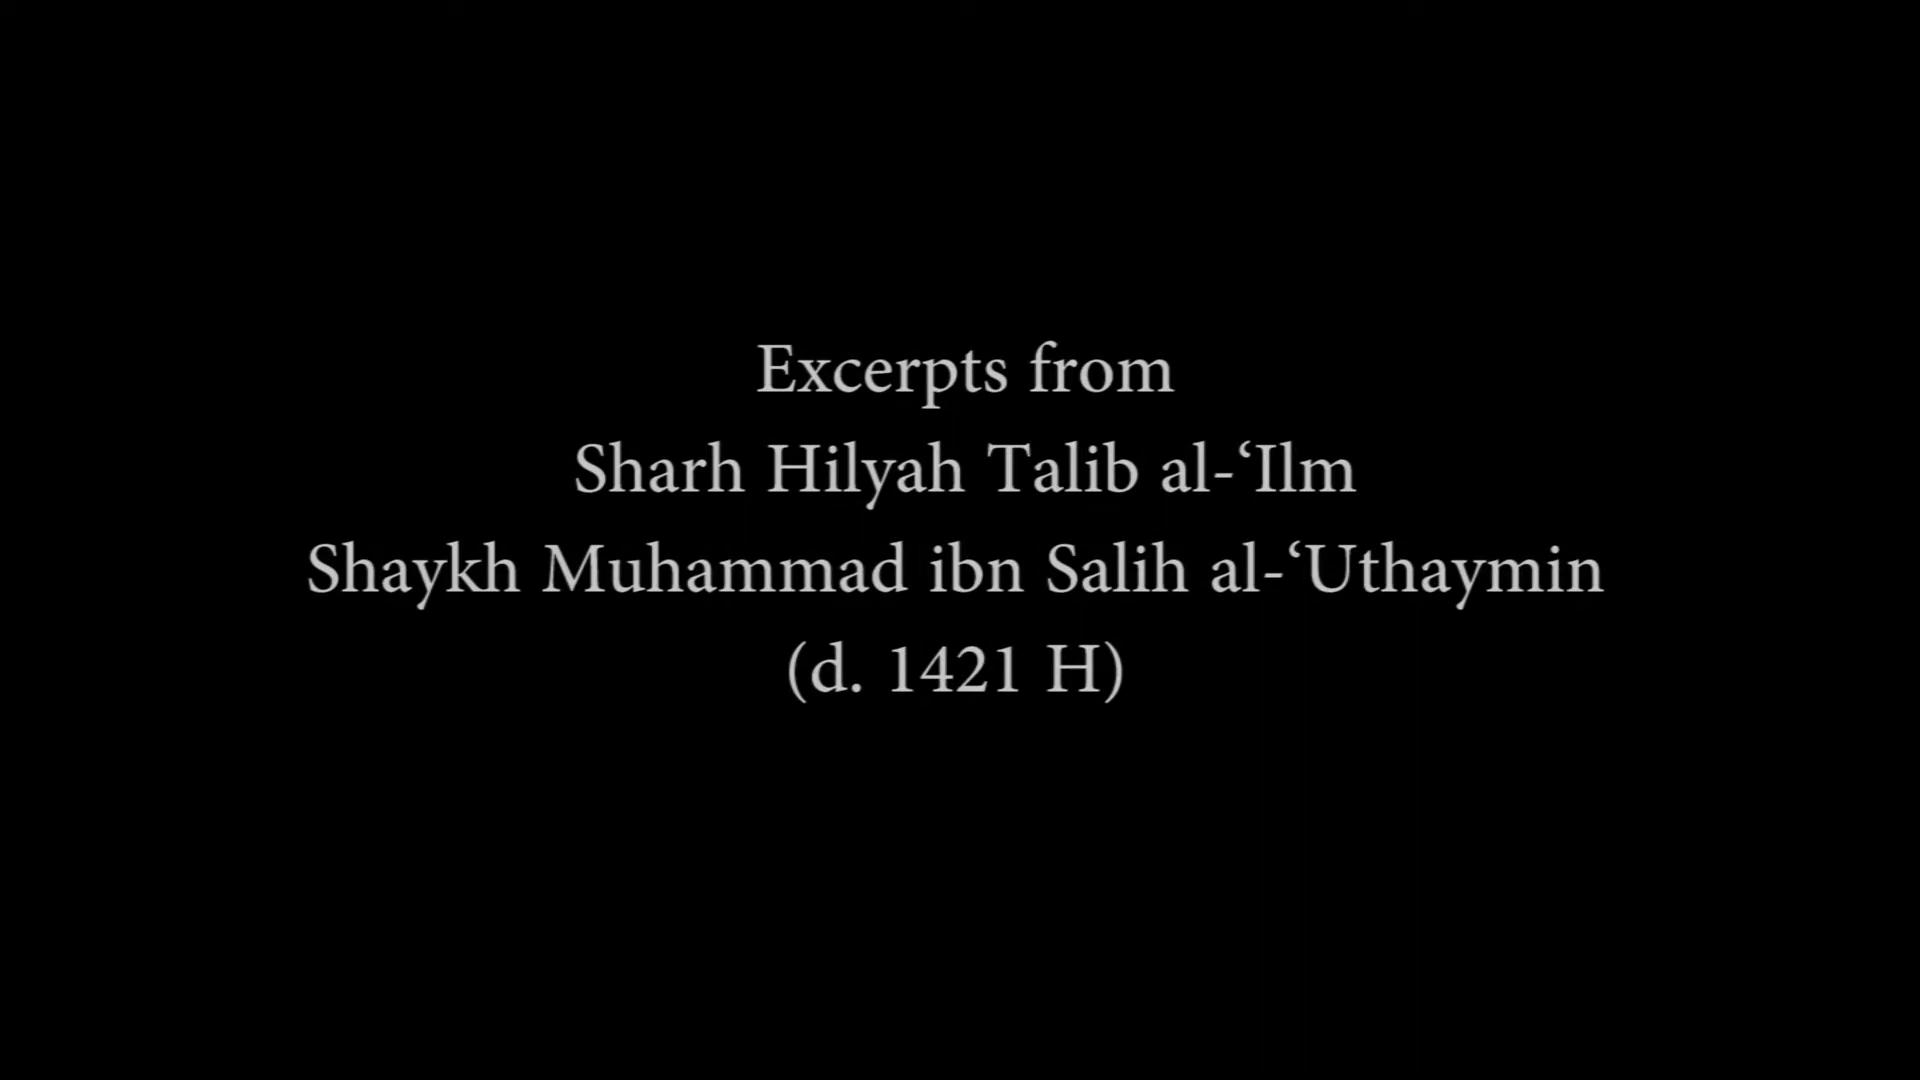 Excerpts from
Sharh Hilyah Talib al-‘Ilm
Shaykh Muhammad ibn Salih al-‘Uthaymin
(d. 1421 H)